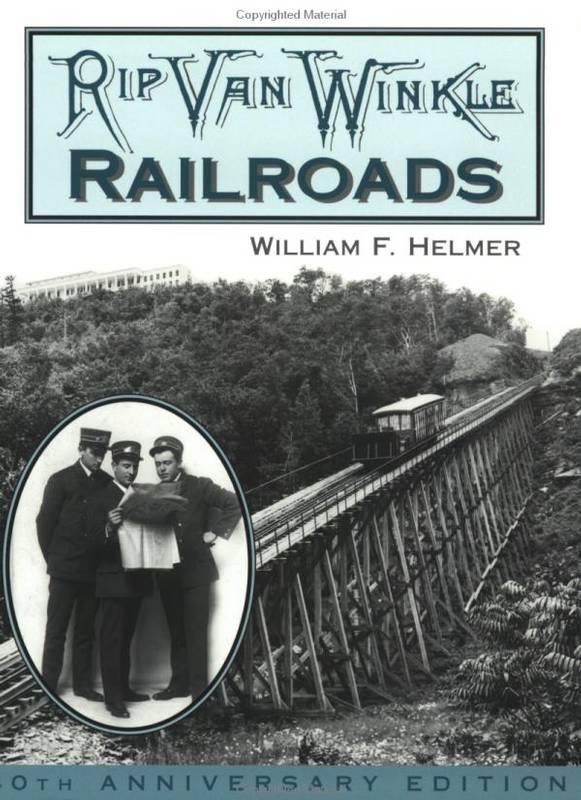 Copyrighted Material
RIP VAN WINKLE
RAILROADS
WILLIAM F. HELMER
0TH ANNIVERSARY EDITION